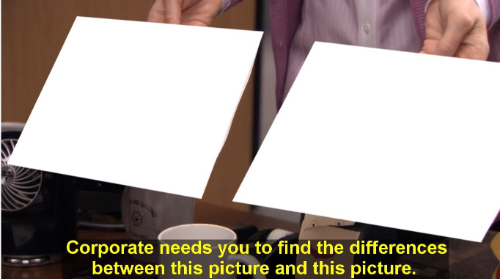 Corporate needs you to find the differences
between this picture and this picture.